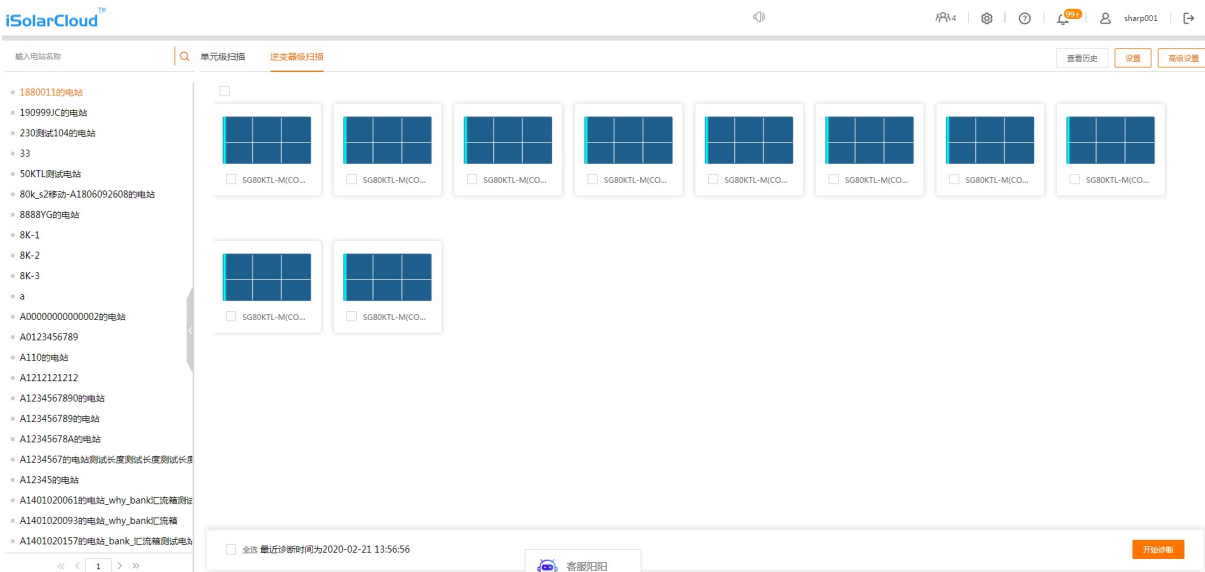 iSolarCloud™
4
99+
sharp001
输入电站名称
单元级扫描
逆变器级扫描
查看历史
设置
高级设置
1880011的电站
190999JC的电站
230测试104的电站
33
50KTL测试电站
80k_s2移动-A1806092608的电站
8888YG的电站
8K-1
8K-2
8K-3
a
A00000000000002的电站
A0123456789
A110的电站
A1212121212
A1234567890的电站
A123456789的电站
A12345678A的电站
A1234567的电站测试长度测试长度测试长度
A12345的电站
A1401020061的电站_why_bank汇流箱测试
A1401020093的电站_why_bank汇流箱
A1401020157的电站_bank_汇流箱测试电站
« < 1 > »
SG80KTL-M(CO...
SG80KTL-M(CO...
SG80KTL-M(CO...
SG80KTL-M(CO...
SG80KTL-M(CO...
SG80KTL-M(CO...
SG80KTL-M(CO...
SG80KTL-M(CO...
SG80KTL-M(CO...
SG80KTL-M(CO...
全选 最近诊断时间为2020-02-21 13:56:56
开始诊断
客服阳阳